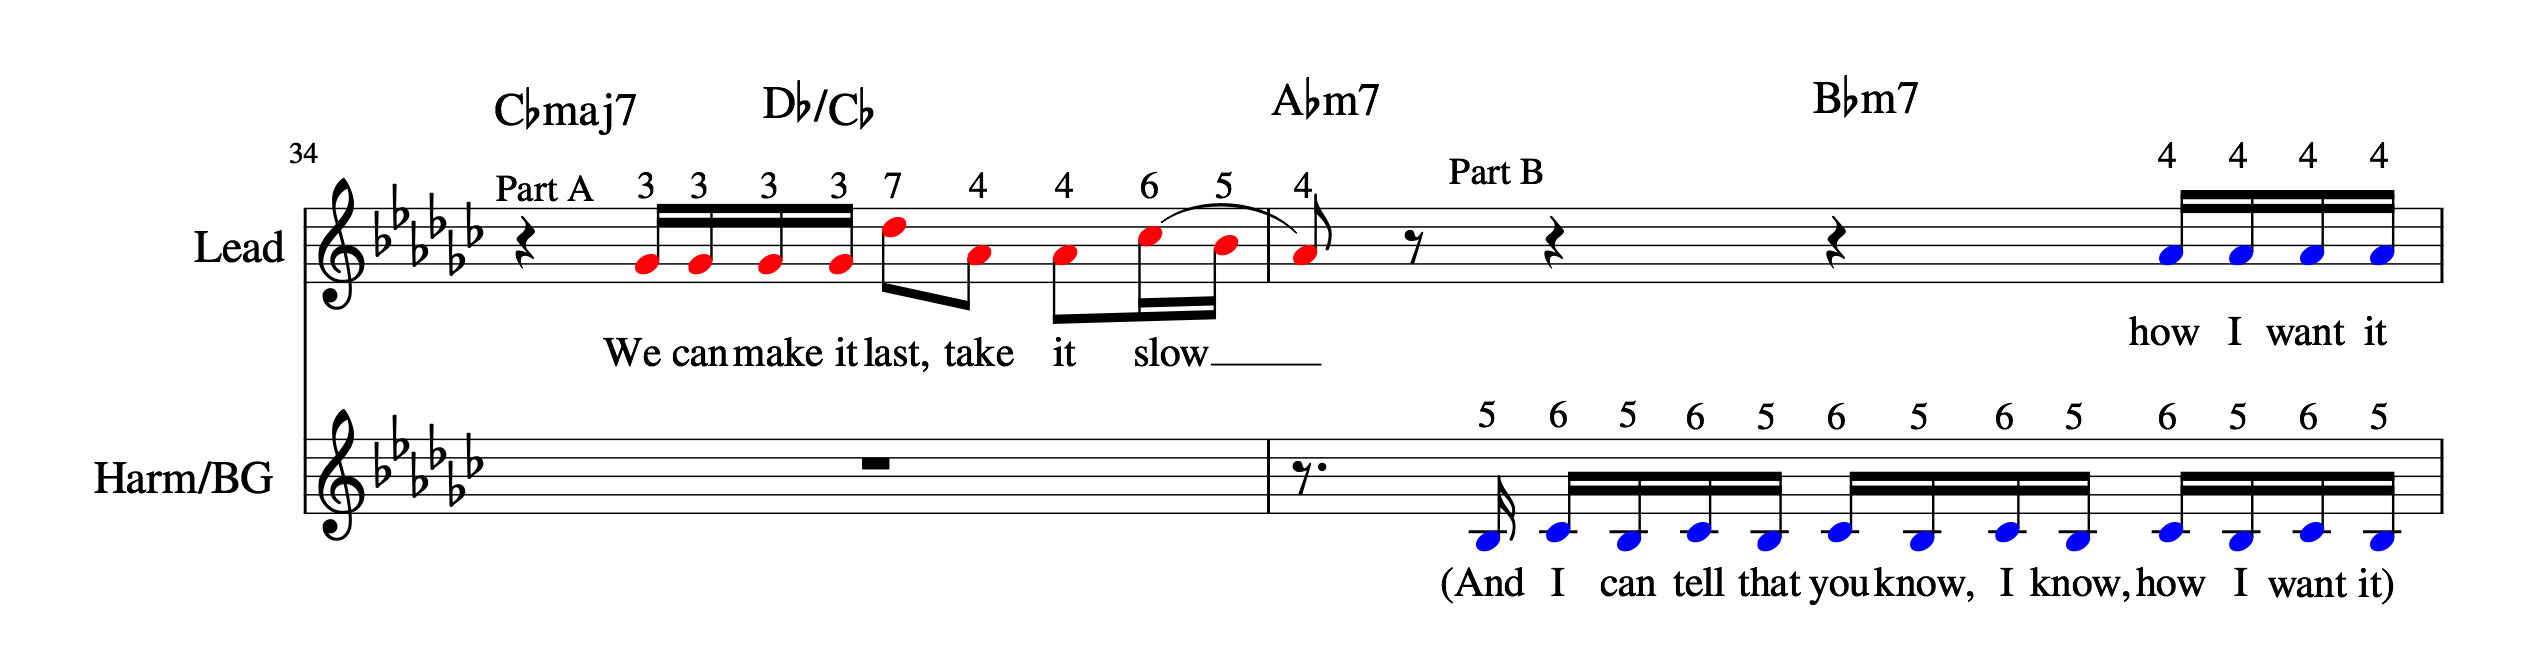 C♭maj7 D♭/C♭ A♭m7 B♭m7
34
Part A 3 3 3 3 7 4 4 6 5 4 Part B 4 4 4 4
Lead
We can make it last, take it slow how I want it
5 6 5 6 5 6 5 6 5 6 5 6 5
Harm/BG
(And I can tell that you know, I know, how I want it)